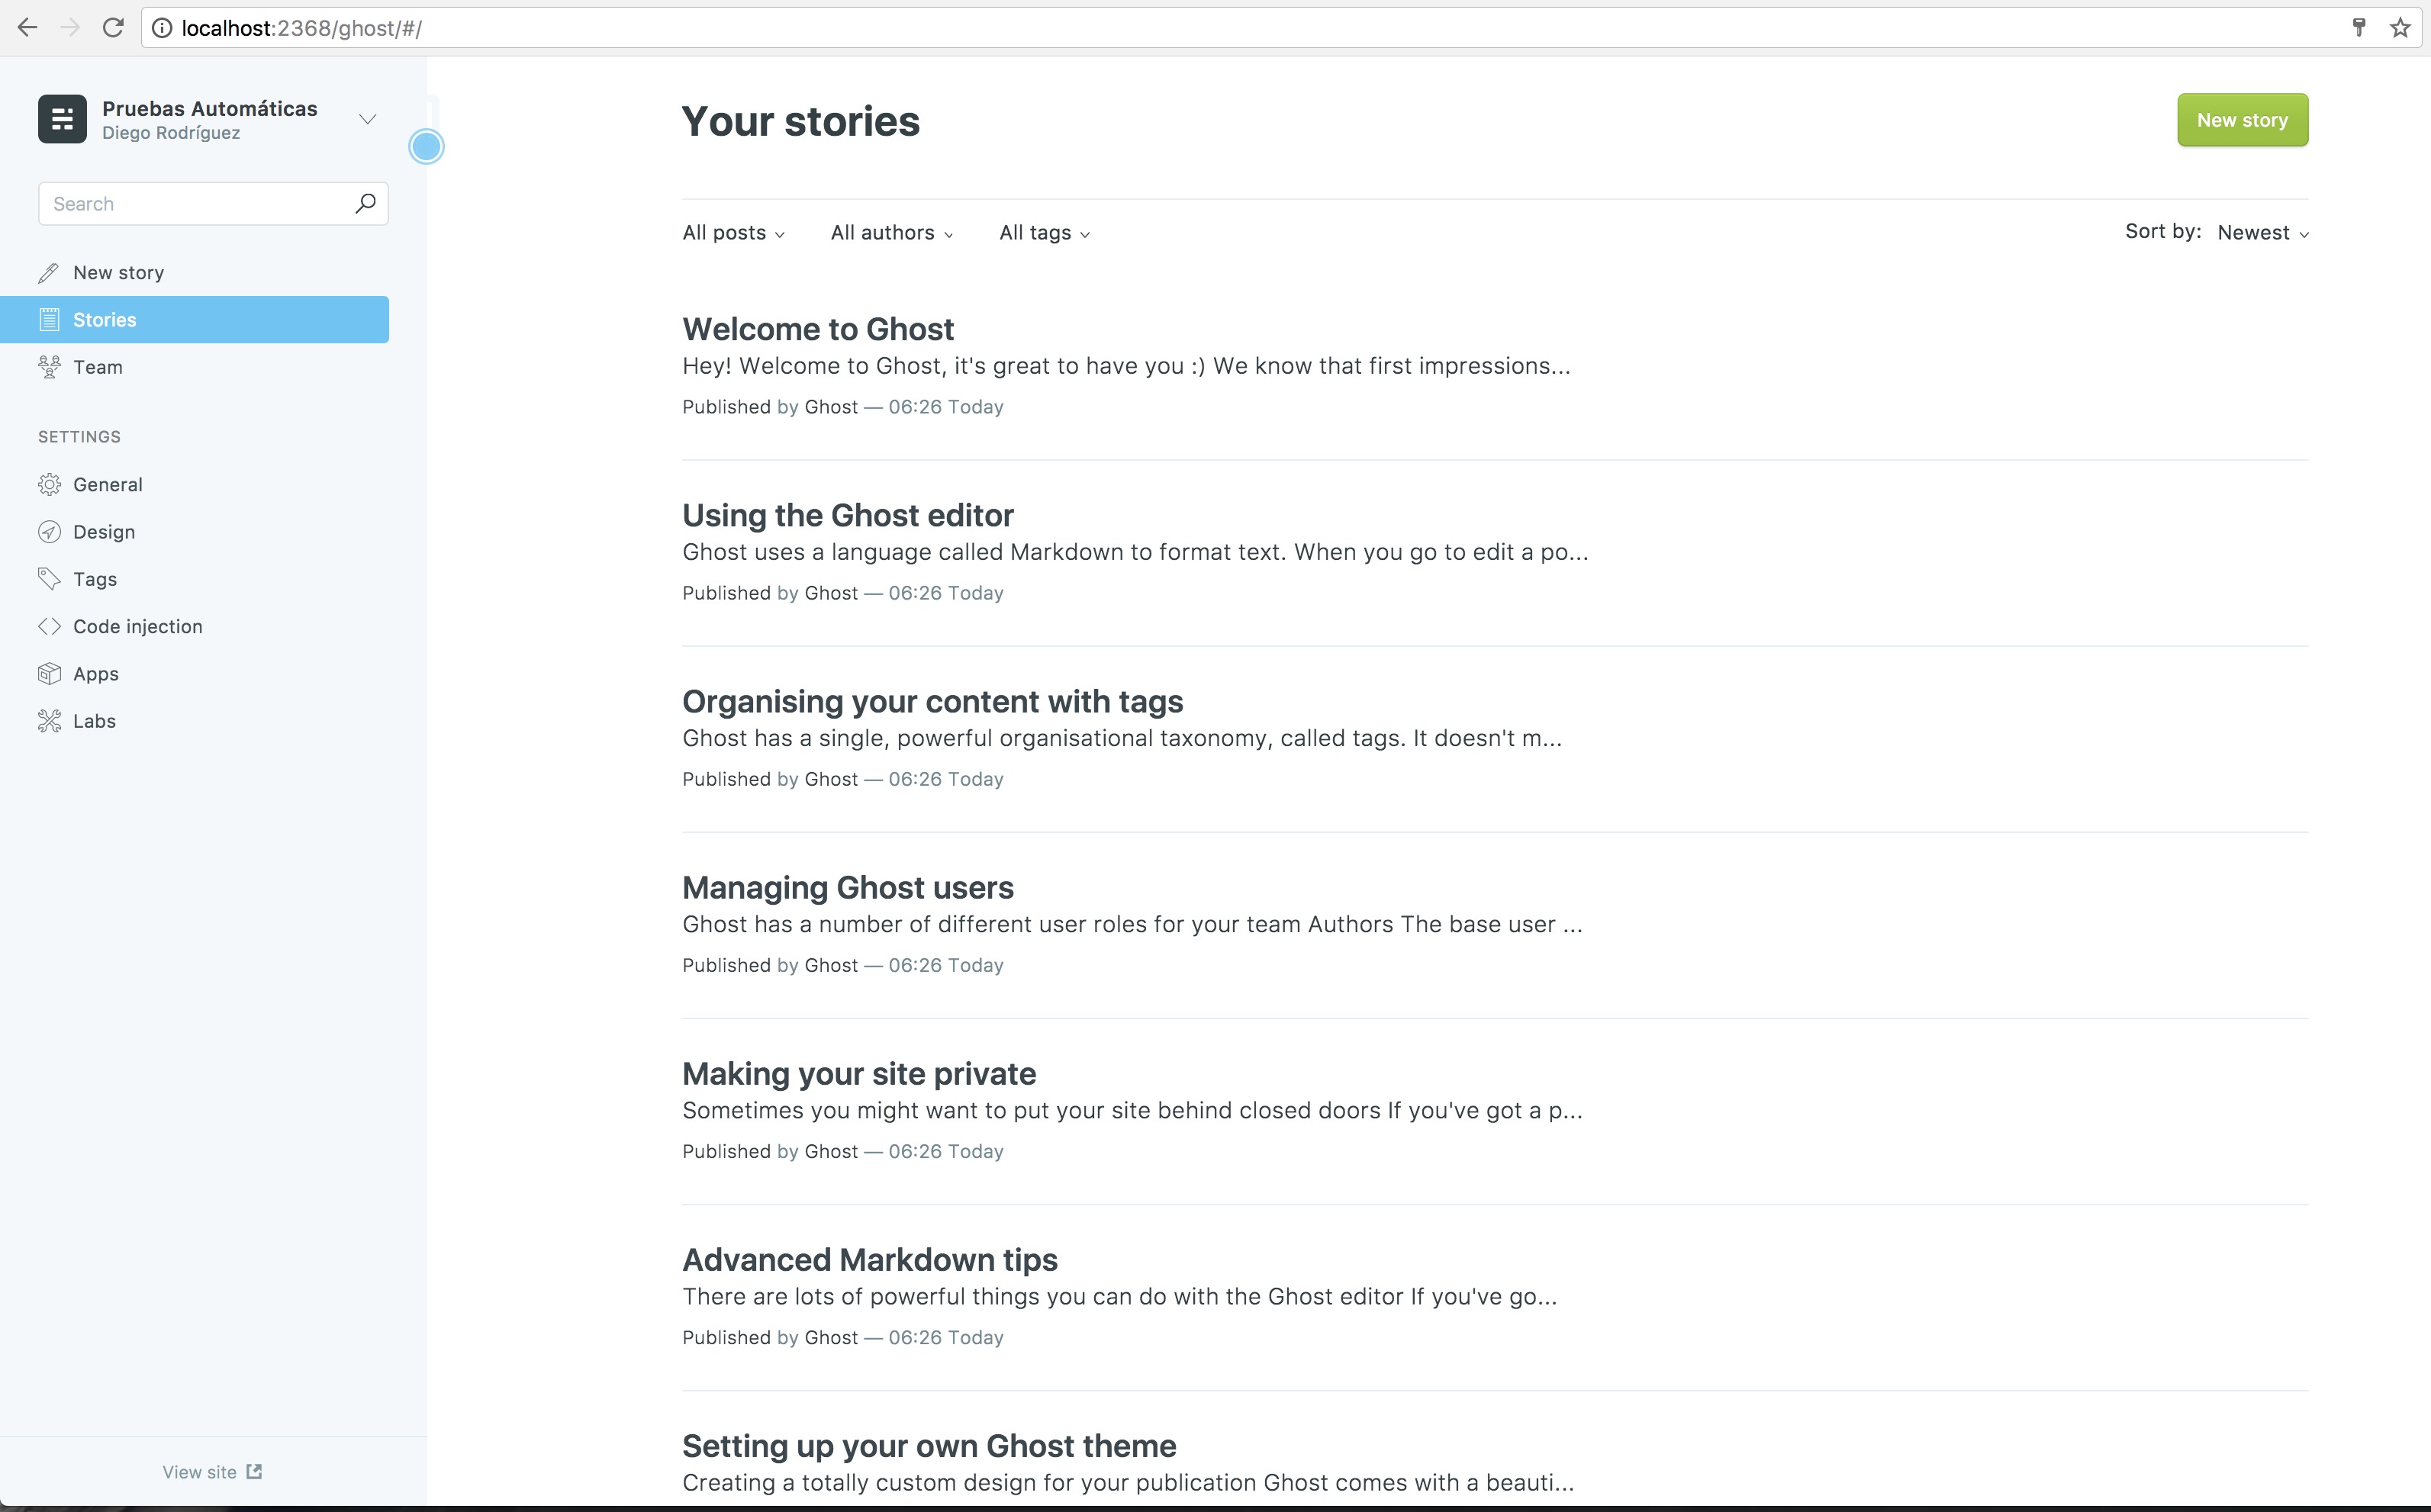 localhost:2368/ghost/#/
Pruebas Automáticas
Diego Rodríguez
Search
New story
Stories
Team
SETTINGS
General
Design
Tags
Code injection
Apps
Labs
View site
Your stories
New story
All posts All authors All tags Sort by: Newest
Welcome to Ghost
Hey! Welcome to Ghost, it's great to have you :) We know that first impressions...
Published by Ghost — 06:26 Today
Using the Ghost editor
Ghost uses a language called Markdown to format text. When you go to edit a po...
Published by Ghost — 06:26 Today
Organising your content with tags
Ghost has a single, powerful organisational taxonomy, called tags. It doesn't m...
Published by Ghost — 06:26 Today
Managing Ghost users
Ghost has a number of different user roles for your team Authors The base user ...
Published by Ghost — 06:26 Today
Making your site private
Sometimes you might want to put your site behind closed doors If you've got a p...
Published by Ghost — 06:26 Today
Advanced Markdown tips
There are lots of powerful things you can do with the Ghost editor If you've go...
Published by Ghost — 06:26 Today
Setting up your own Ghost theme
Creating a totally custom design for your publication Ghost comes with a beauti...